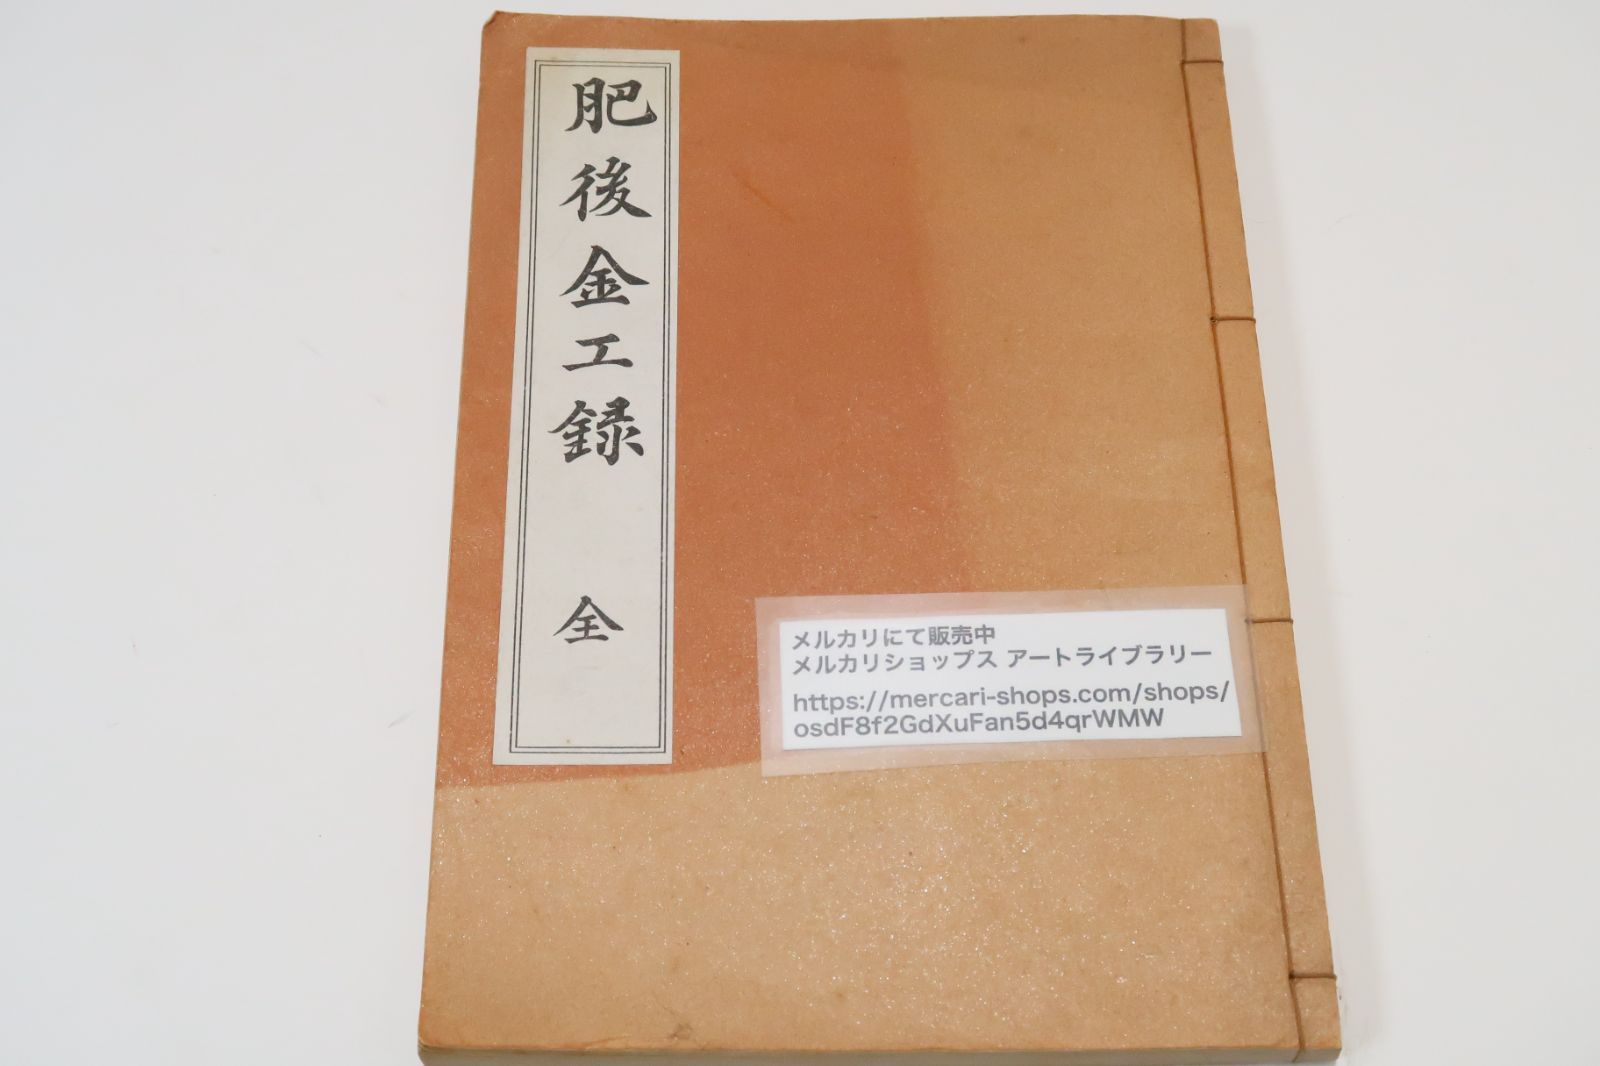 肥後金工録 全
メルカリにて販売中
メルカリショップス アートライブラリー
https://mercari-shops.com/shops/
osdF8f2GdXuFan5d4qrWMW